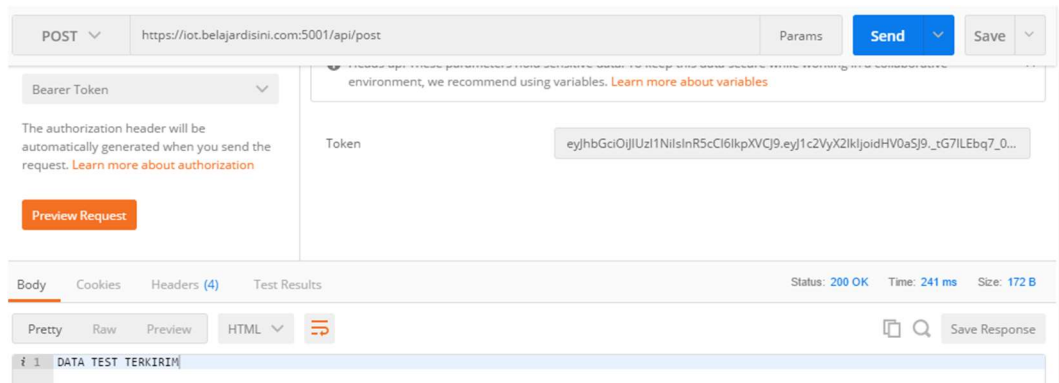 POST https://iot.belajardisini.com:5001/api/post Params Send Save
environment, we recommend using variables. Learn more about variables
Bearer Token
The authorization header will be
automatically generated when you send the
request. Learn more about authorization
Token
Preview Request
Body Cookies Headers (4) Test Results Status: 200 OK Time: 241 ms Size: 172 B
Pretty Raw Preview HTML Save Response
i 1 DATA TEST TERKIRIM